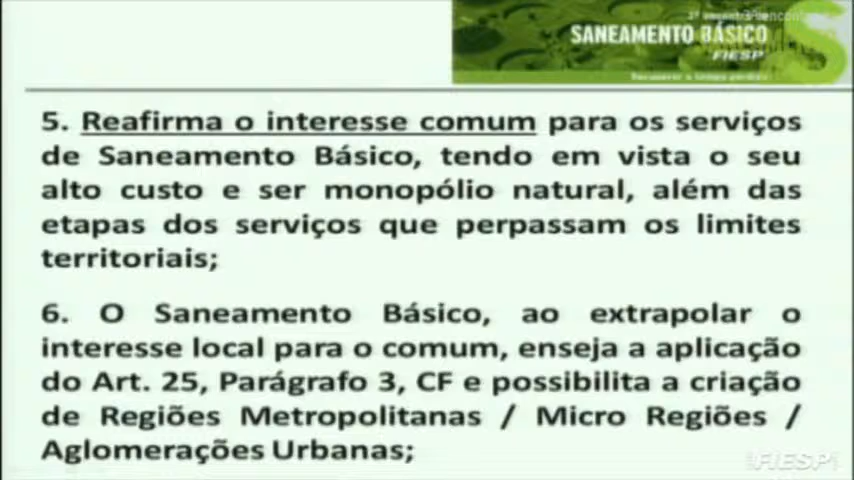 SANEAMENTO BÁSICO
FIESP
5. Reafirma o interesse comum para os serviços
de Saneamento Básico, tendo em vista o seu
alto custo e ser monopólio natural, além das
etapas dos serviços que perpassam os limites
territoriais;
6. O Saneamento Básico, ao extrapolar o
interesse local para o comum, enseja a aplicação
do Art. 25, Parágrafo 3, CF e possibilita a criação
de Regiões Metropolitanas / Micro Regiões /
Aglomerações Urbanas;
FIESP